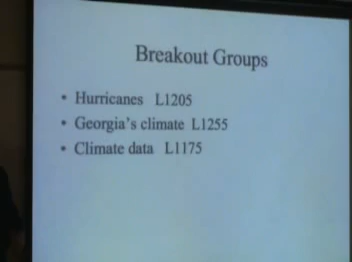 Breakout Groups
• Hurricanes L1205
• Georgia's climate L1255
• Climate data L1175